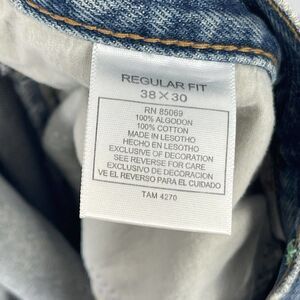 REGULAR FIT
38 X 30
RN 85069
100% ALGODON
100% COTTON
MADE IN LESOTHO
HECHO EN LESOTHO
EXCLUSIVE OF DECORATION
SEE REVERSE FOR CARE
EXCLUSIVO DE DECORACION
VE EL REVERSO PARA EL CUIDADO
TAM 4270